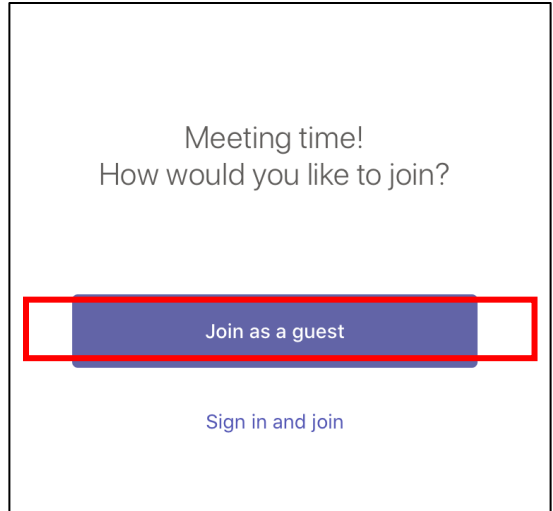 Meeting time!
How would you like to join?
Join as a guest
Sign in and join